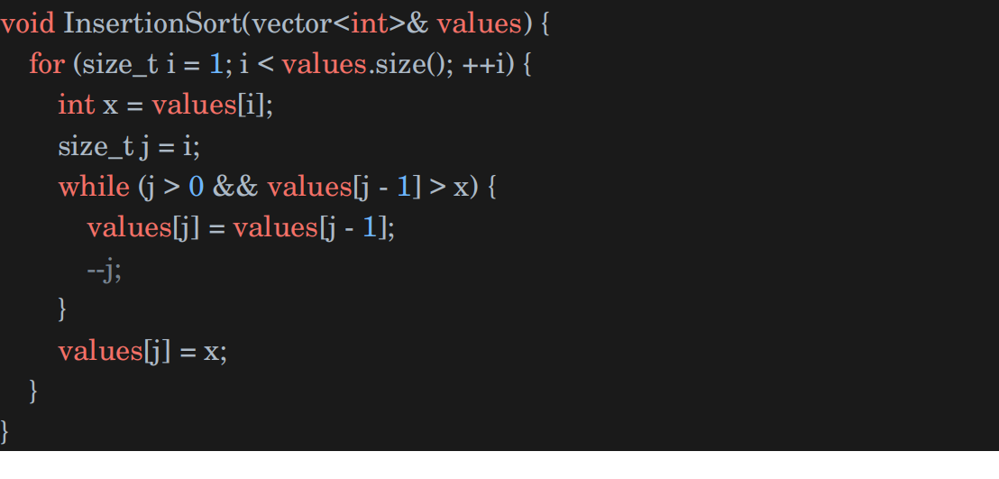 void InsertionSort(vector<int>& values) {
for (size_t i = 1; i < values.size(); ++i) {
int x = values[i];
size_t j = i;
while (j > 0 && values[j - 1] > x) {
values[j] = values[j - 1];
--j;
}
values[j] = x;
}
}